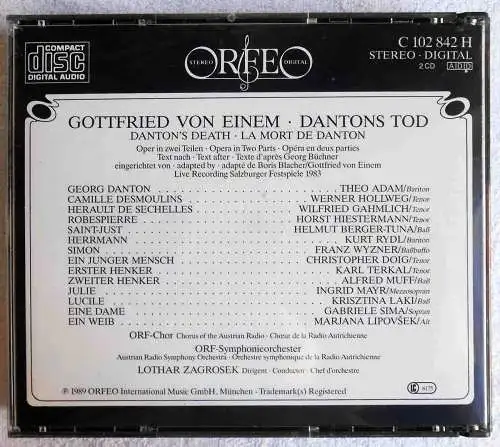 COMPACT
disc
DIGITAL AUDIO
STEREO ORFEO DIGITAL
C 102 842 H
STEREO · DIGITAL
2 CD AADD
GOTTFRIED VON EINEM · DANTONS TOD
DANTON'S DEATH · LA MORT DE DANTON
Oper in zwei Teilen · Opera in Two Parts · Opéra en deux parties
Text nach · Text after · Texte d'après Georg Büchner
eingerichtet von · adapted by · adapté de Boris Blacher/Gottfried von Einem
Live Recording Salzburger Festspiele 1983
GEORG DANTON THEO ADAM/Bariton
CAMILLE DESMOULINS WERNER HOLLWEG/Tenor
HERAULT DE SECHELLES WILFRIED GAHMLICH/Tenor
ROBESPIERRE HORST HIESTERMANN/Tenor
SAINT-JUST HELMUT BERGER-TUNA/Baß
HERRMANN KURT RYDL/Bariton
SIMON FRANZ WYZNER/Baßbuffo
EIN JUNGER MENSCH CHRISTOPHER DOIG/Tenor
ERSTER HENKER KARL TERKAL/Tenor
ZWEITER HENKER ALFRED MUFF/Baß
JULIE INGRID MAYR/Mezzosopran
LUCILE KRISZTINA LAKI/Baß
EINE DAME GABRIELE SIMA/Sopran
EIN WEIB MARJANA LIPOVŠEK/Alt
ORF-Chor Chorus of the Austrian Radio · Chœur de la Radio Autrichienne
ORF-Symphonieorchester
Austrian Radio Symphony Orchestra · Orchestre symphonique de la Radio Autrichienne
LOTHAR ZAGROSEK Dirigent · Conductor · Chef d'orchestre
℗ 1989 ORFEO International Music GmbH, München · Trademark(s) Registered
LC 8175